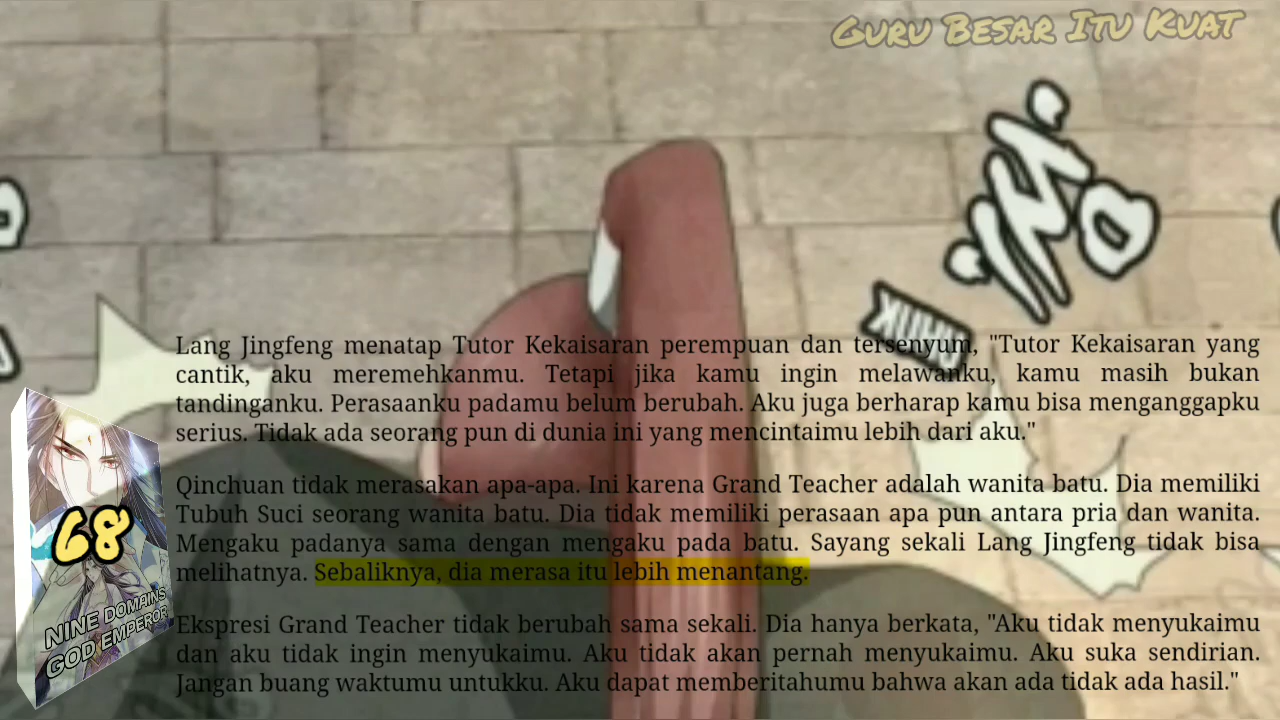 Guru Besar Itu Kuat
Lang Jingfeng menatap Tutor Kekaisaran perempuan dan tersenyum, "Tutor Kekaisaran yang
cantik, aku meremehkanmu. Tetapi jika kamu ingin melawanku, kamu masih bukan
tandinganku. Perasaanku padamu belum berubah. Aku juga berharap kamu bisa menganggapku
serius. Tidak ada seorang pun di dunia ini yang mencintaimu lebih dari aku."
Qinchuan tidak merasakan apa-apa. Ini karena Grand Teacher adalah wanita batu. Dia memiliki
Tubuh Suci seorang wanita batu. Dia tidak memiliki perasaan apa pun antara pria dan wanita.
Mengaku padanya sama dengan mengaku pada batu. Sayang sekali Lang Jingfeng tidak bisa
melihatnya. Sebaliknya, dia merasa itu lebih menantang.
Ekspresi Grand Teacher tidak berubah sama sekali. Dia hanya berkata, "Aku tidak menyukaimu
dan aku tidak ingin menyukaimu. Aku tidak akan pernah menyukaimu. Aku suka sendirian.
Jangan buang waktumu untukku. Aku dapat memberitahumu bahwa akan ada tidak ada hasil."
68
NINE DOMAINS
GOD EMPEROR